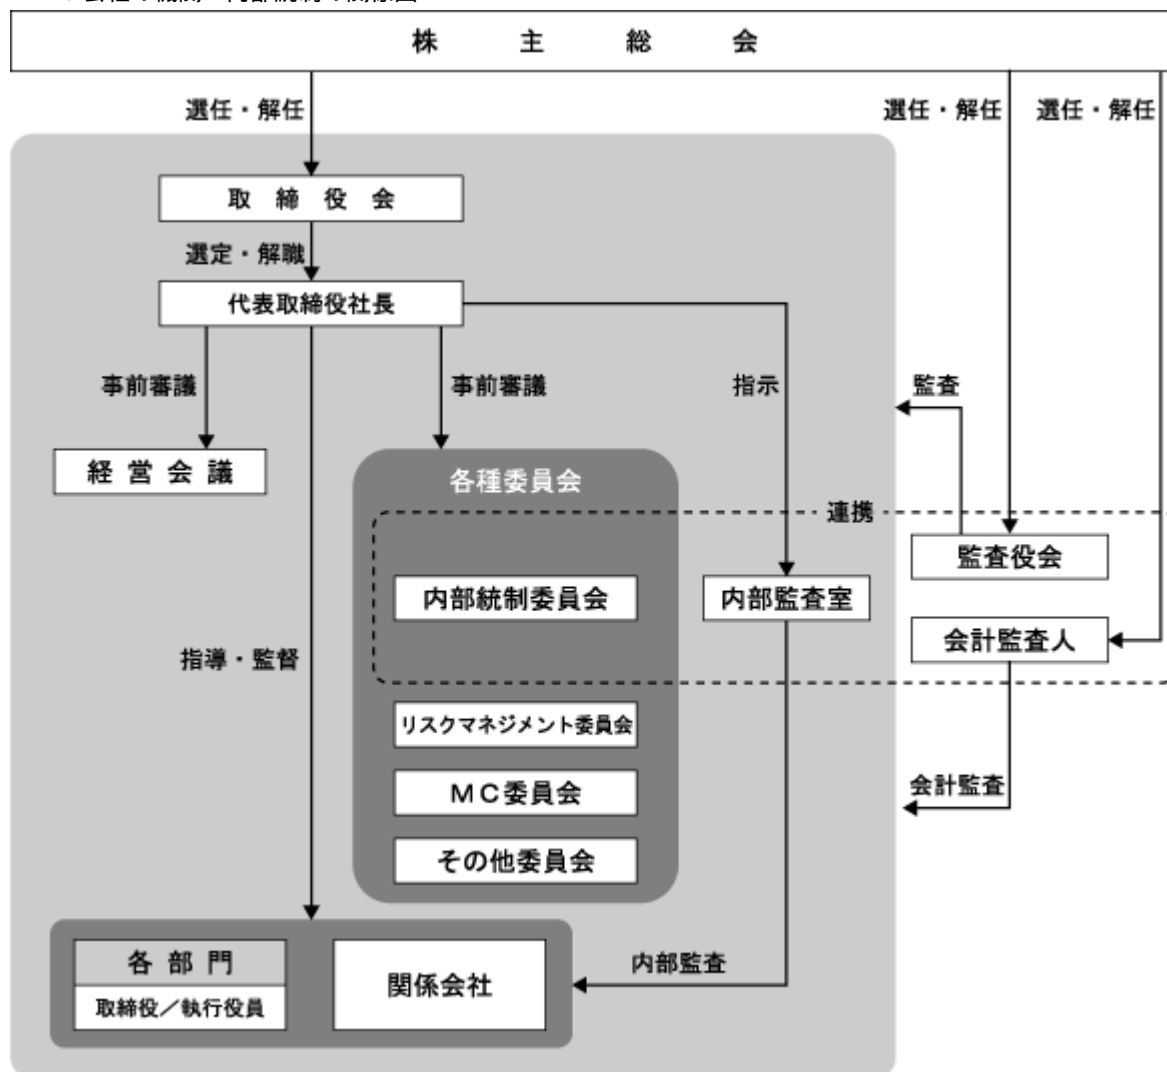 株主総会
選任・解任
選任・解任
選任・解任
取締役会
選定・解職
代表取締役社長
事前審議
事前審議
指示
監査
経営会議
各種委員会
連携
監査役会
内部統制委員会
内部監査室
会計監査人
指導・監督
リスクマネジメント委員会
MC委員会
会計監査
その他委員会
各部門
取締役/執行役員
関係会社
内部監査